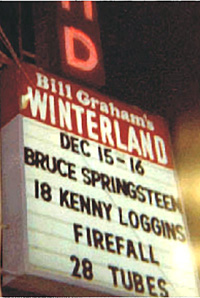 D
Bill Graham's
WINTERLAND
DEC 15-16
BRUCE SPRINGSTEEN
18 KENNY LOGGINS
FIREFALL
28 TUBES